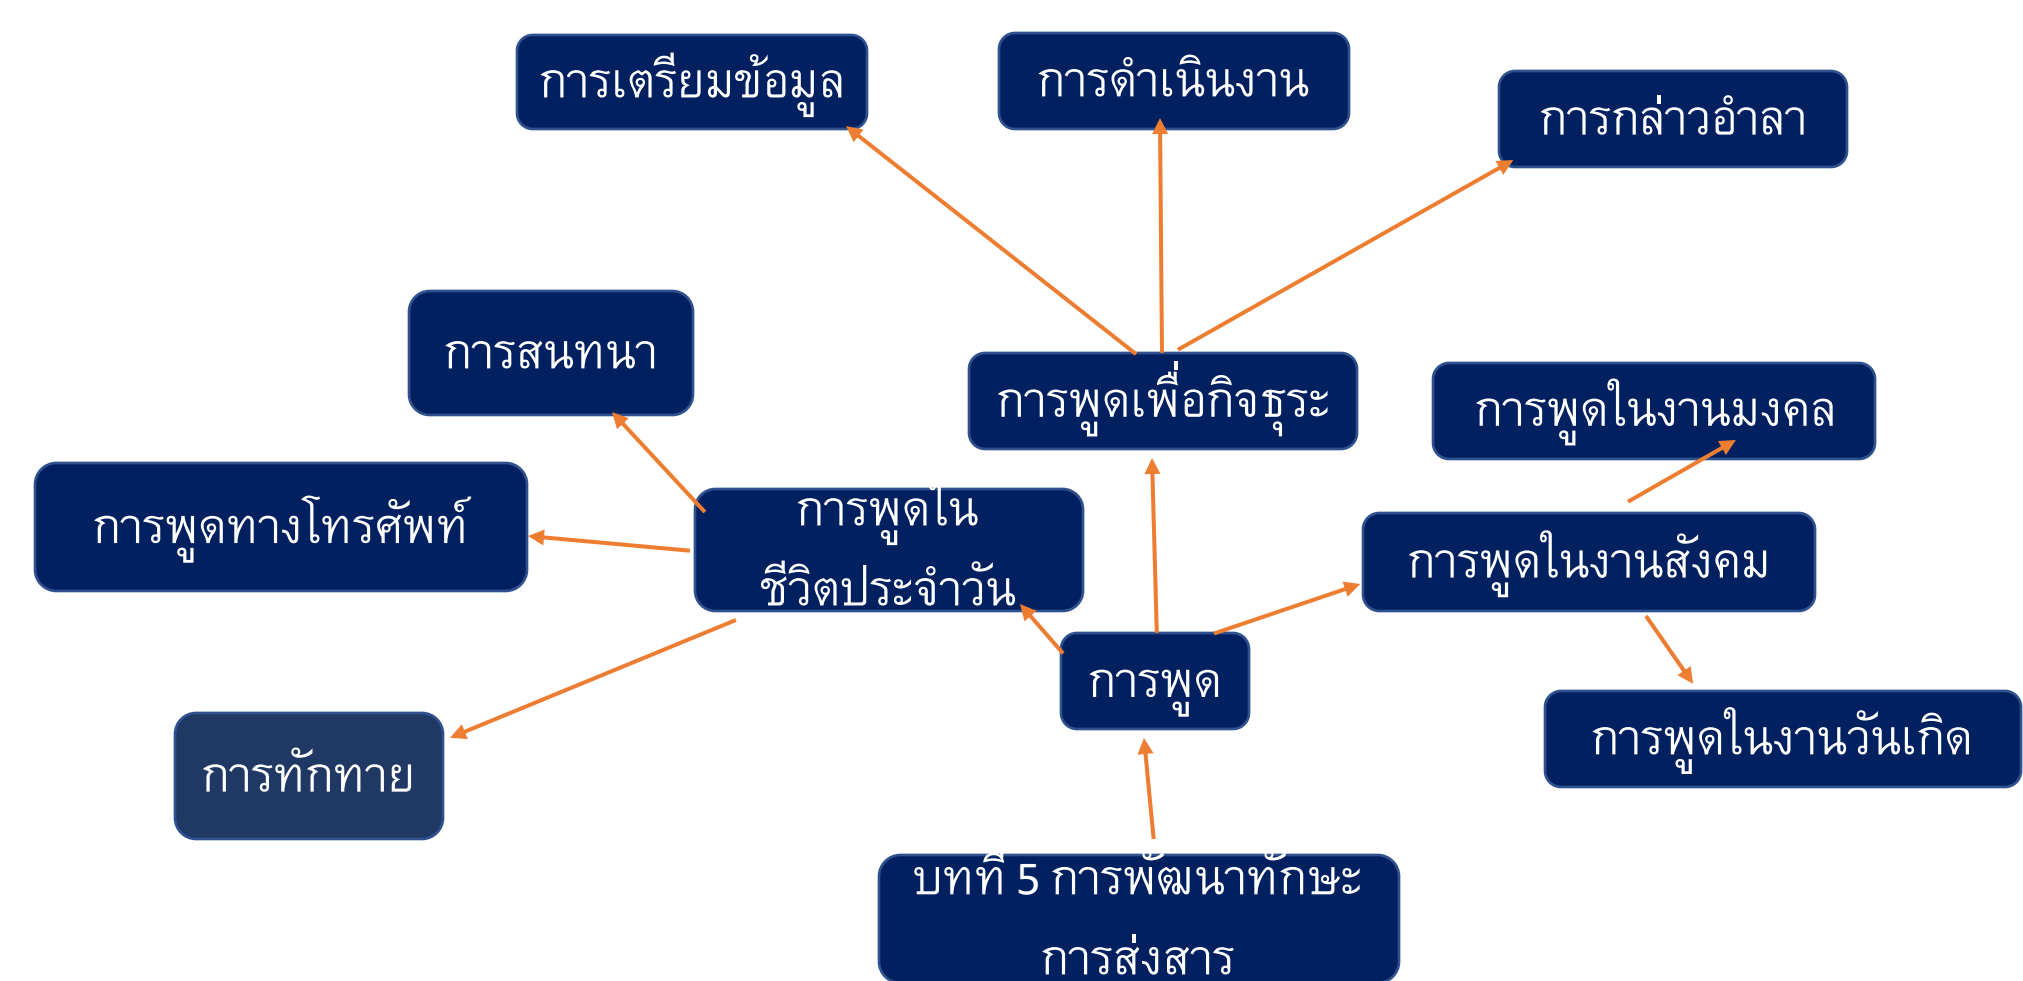 การเตรียมข้อมูล
การดำเนินงาน
การกล่าวอำลา
การสนทนา
การพูดเพื่อกิจธุระ
การพูดในงานมงคล
การพูดทางโทรศัพท์
การพูดใน
ชีวิตประจำวัน
การพูดในงานสังคม
การพูด
การพูดในงานวันเกิด
การทักทาย
บทที่ 5 การพัฒนาทักษะ
การส่งสาร